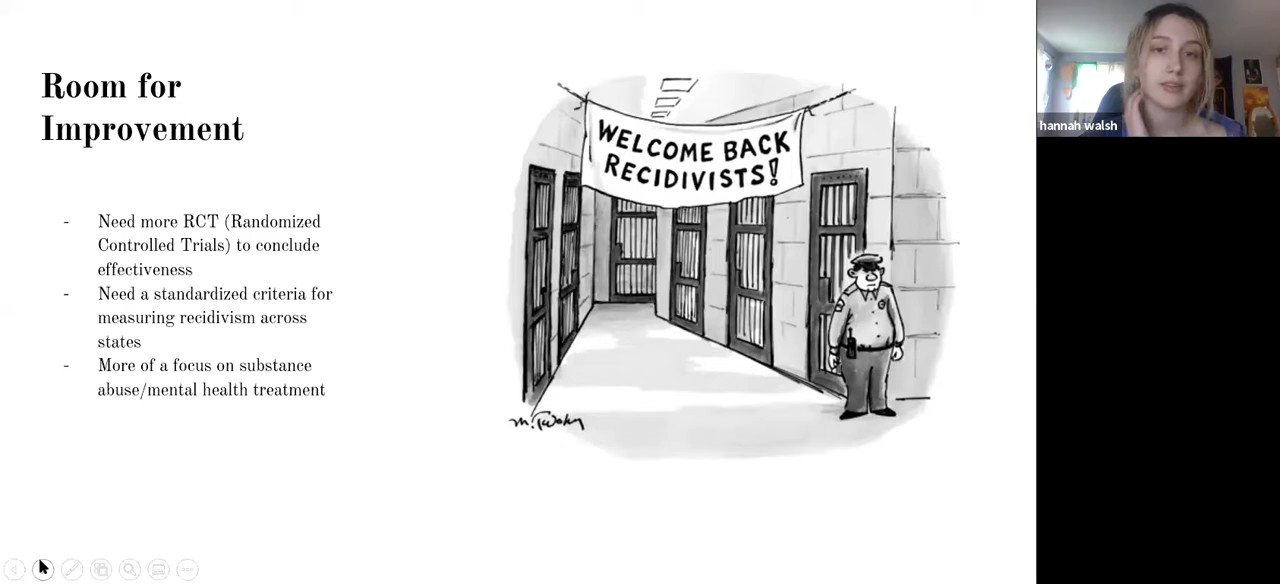 Room for
Improvement
- Need more RCT (Randomized
Controlled Trials) to conclude
effectiveness
- Need a standardized criteria for
measuring recidivism across
states
- More of a focus on substance
abuse/mental health treatment
WELCOME BACK
RECIDIVISTS!
hannah walsh